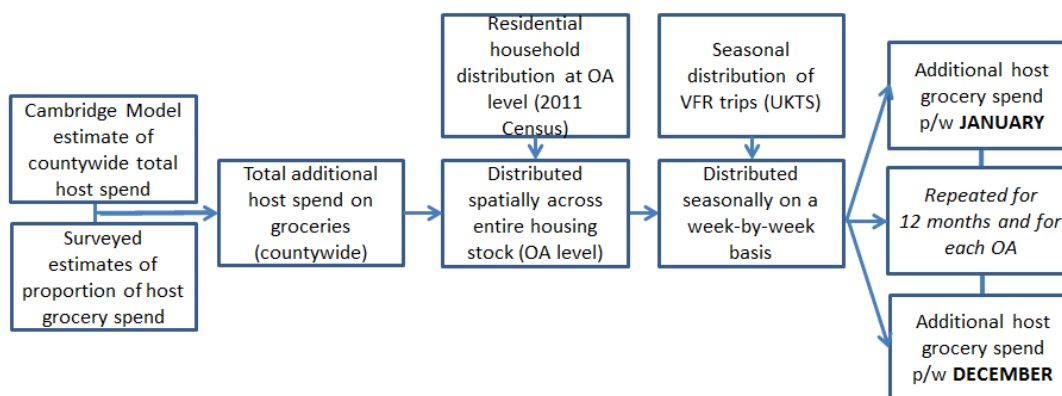 Cambridge Model
estimate of
countywide total
host spend
Surveyed
estimates of
proportion of host
grocery spend
Total additional
host spend on
groceries
(countywide)
Residential
household
distribution at OA
level (2011
Census)
Distributed
spatially across
entire housing
stock (OA level)
Seasonal
distribution of
VFR trips (UKTS)
Distributed
seasonally on a
week-by-week
basis
Additional host
grocery spend
p/w JANUARY
Repeated for
12 months and for
each OA
Additional host
grocery spend
p/w DECEMBER